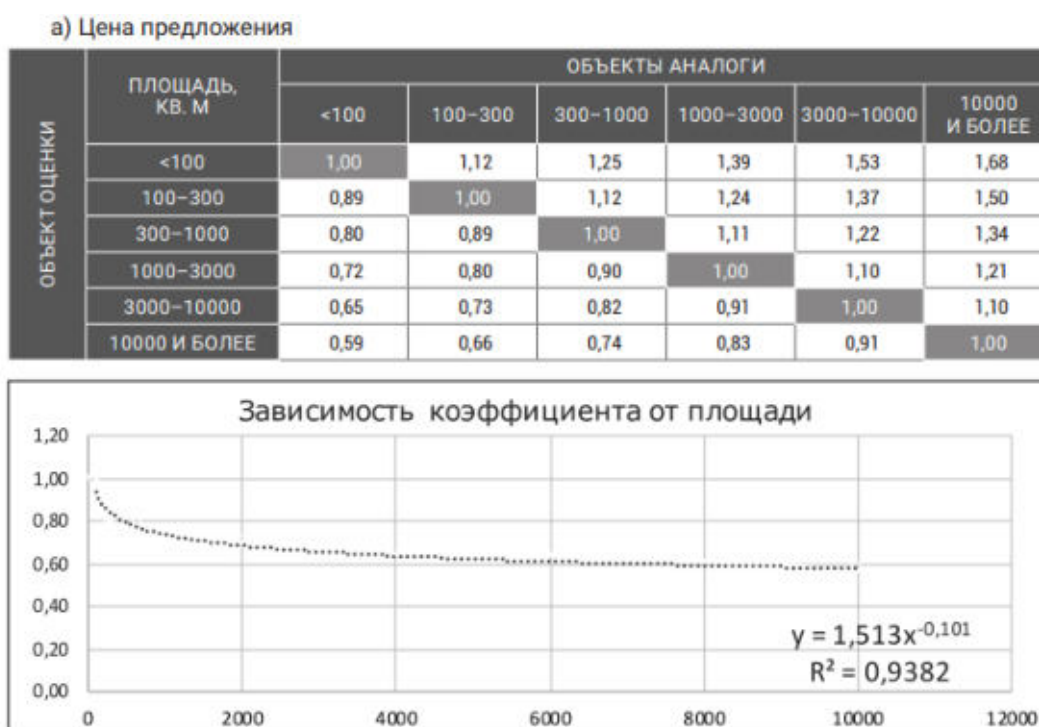 а) Цена предложения
ОБЪЕКТ ОЦЕНКИ
ПЛОЩАДЬ, КВ. М
ОБЪЕКТЫ АНАЛОГИ
<100 100–300 300–1000 1000–3000 3000–10000 10000 И БОЛЕЕ
<100 1,00 1,12 1,25 1,39 1,53 1,68
100–300 0,89 1,00 1,12 1,24 1,37 1,50
300–1000 0,80 0,89 1,00 1,11 1,22 1,34
1000–3000 0,72 0,80 0,90 1,00 1,10 1,21
3000–10000 0,65 0,73 0,82 0,91 1,00 1,10
10000 И БОЛЕЕ 0,59 0,66 0,74 0,83 0,91 1,00
Зависимость коэффициента от площади
1,20
1,00
0,80
0,60
0,40
0,20
0,00
y = 1,513x^-0,101
R² = 0,9382
0 2000 4000 6000 8000 10000 12000